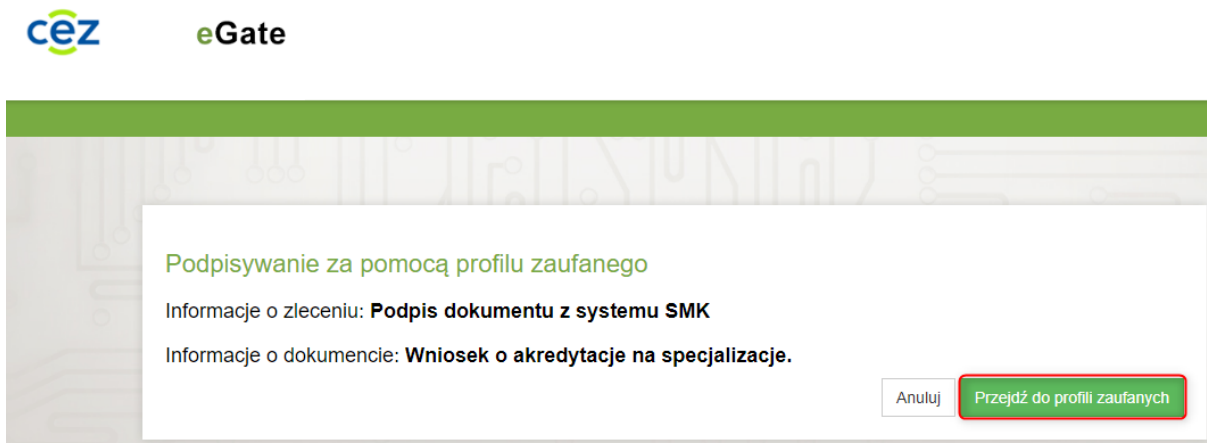 cez
eGate
Podpisywanie za pomocą profilu zaufanego
Informacje o zleceniu: Podpis dokumentu z systemu SMK
Informacje o dokumencie: Wniosek o akredytacje na specjalizacje.
Anuluj Przejdź do profili zaufanych